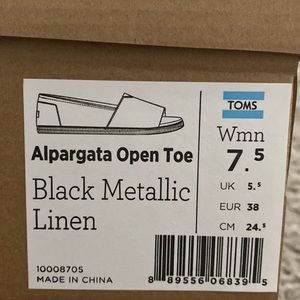 TOMS
Alpargata Open Toe
Black Metallic
Linen
Wmn
7.5
UK 5.5
EUR 38
CM 24.5
10008705
MADE IN CHINA
8 89556 06839 5